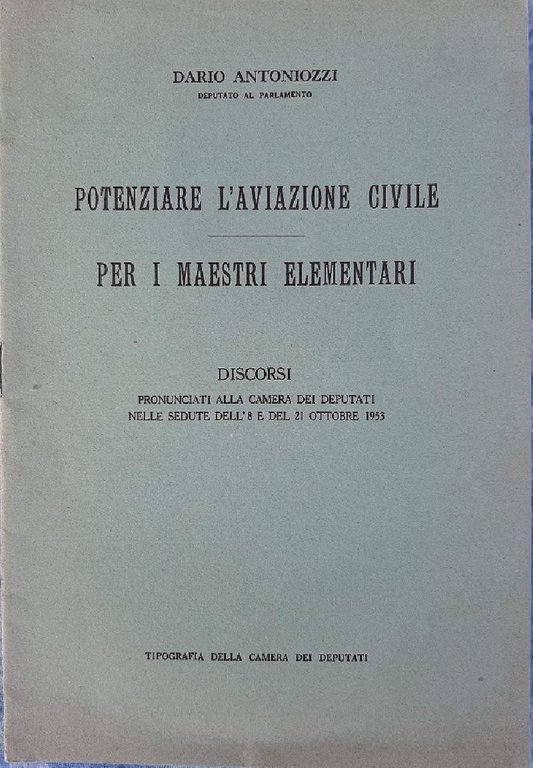 DARIO ANTONIOZZI
DEPUTATO AL PARLAMENTO
POTENZIARE L'AVIAZIONE CIVILE
PER I MAESTRI ELEMENTARI
DISCORSI
PRONUNCIATI ALLA CAMERA DEI DEPUTATI
NELLE SEDUTE DELL'8 E DEL 21 OTTOBRE 1953
TIPOGRAFIA DELLA CAMERA DEI DEPUTATI